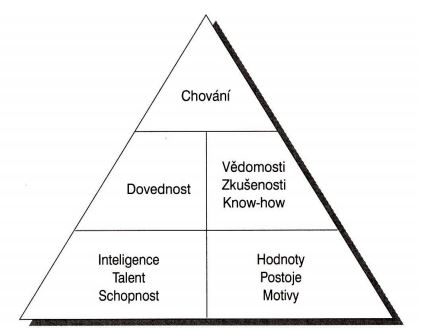 Chování
Dovednost
Vědomosti
Zkušenosti
Know-how
Inteligence
Talent
Schopnost
Hodnoty
Postoje
Motivy